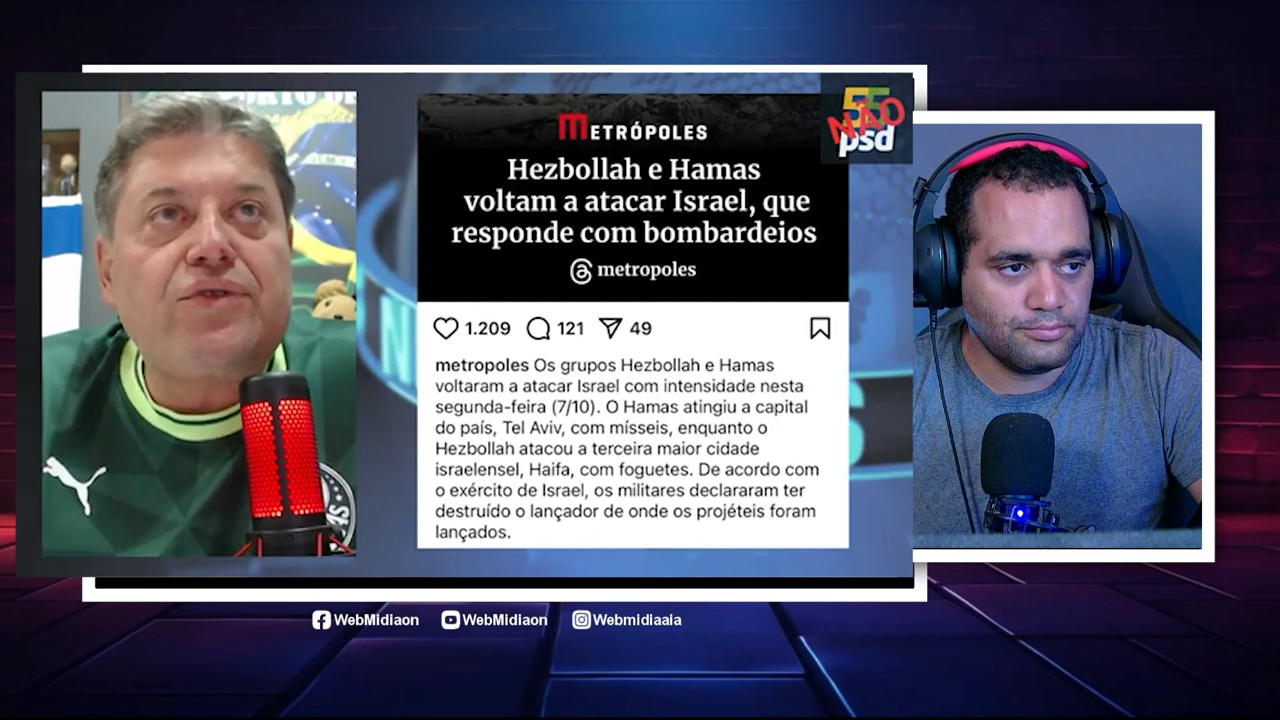 METRÓPOLES
Hezbollah e Hamas
voltam a atacar Israel, que
responde com bombardeios
metropoles
1.209 121 49
metropoles Os grupos Hezbollah e Hamas
voltaram a atacar Israel com intensidade nesta
segunda-feira (7/10). O Hamas atingiu a capital
do país, Tel Aviv, com mísseis, enquanto o
Hezbollah atacou a terceira maior cidade
israelensel, Haifa, com foguetes. De acordo com
o exército de Israel, os militares declararam ter
destruído o lançador de onde os projéteis foram
lançados.
55
NÃO
psd
WebMidiaon WebMidiaon Webmidiaaia